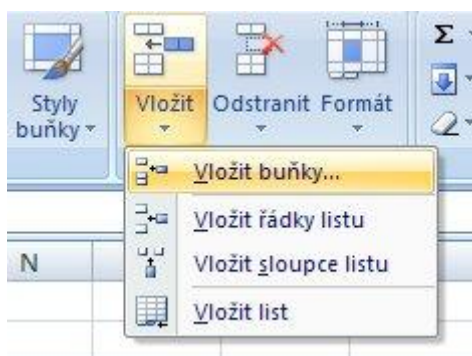 Styly
buňky
Vložit
Odstranit
Formát
Σ
Vložit buňky...
Vložit řádky listu
Vložit sloupce listu
Vložit list
N